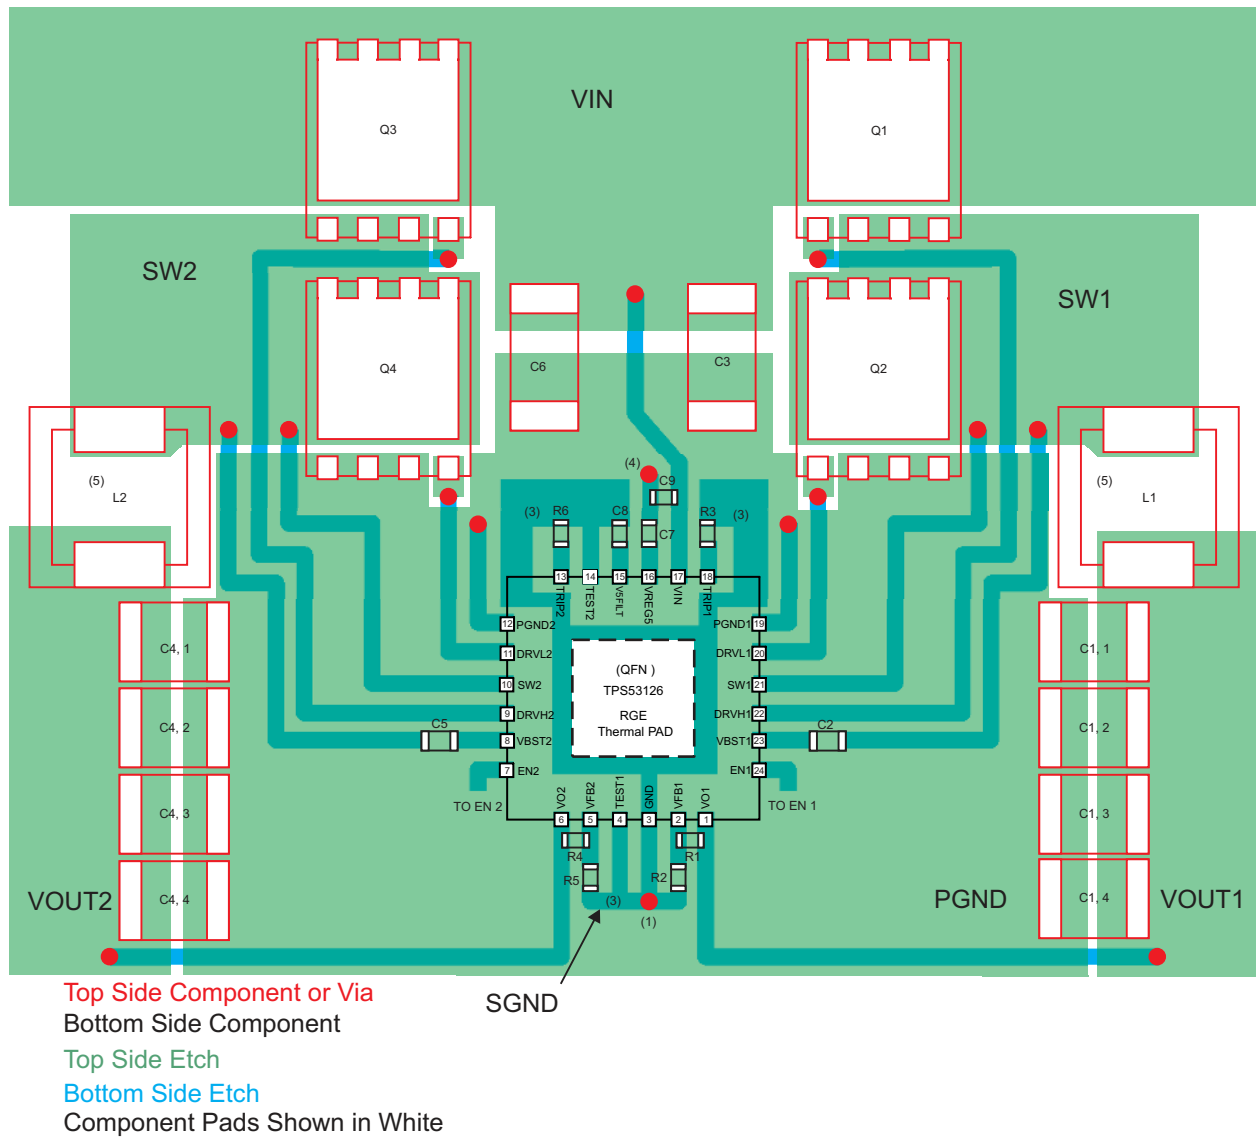 VIN
Q3
Q1
SW2
SW1
Q4
C6
C3
Q2
(4)
C9
(5)
L2
(5)
L1
(3)
R6
C8
C7
R3
(3)
13
14
15
16
17
18
TRIP2
TEST2
V5FILT
VREG5
VIN
TRIP1
12
PGND2
PGND1
19
11
DRVL2
DRVL1
20
10
SW2
SW1
21
9
DRVH2
DRVH1
22
8
VBST2
VBST1
23
7
EN2
EN1
24
(QFN )
TPS53126
RGE
Thermal PAD
C5
C2
TO EN 2
TO EN 1
VO2
VFB2
TEST1
GND
VFB1
VO1
6
5
4
3
2
1
R4
R1
R5
R2
(3)
(1)
C4, 1
C4, 2
C4, 3
C4, 4
C1, 1
C1, 2
C1, 3
C1, 4
VOUT2
PGND
VOUT1
SGND
Top Side Component or Via
Bottom Side Component
Top Side Etch
Bottom Side Etch
Component Pads Shown in White